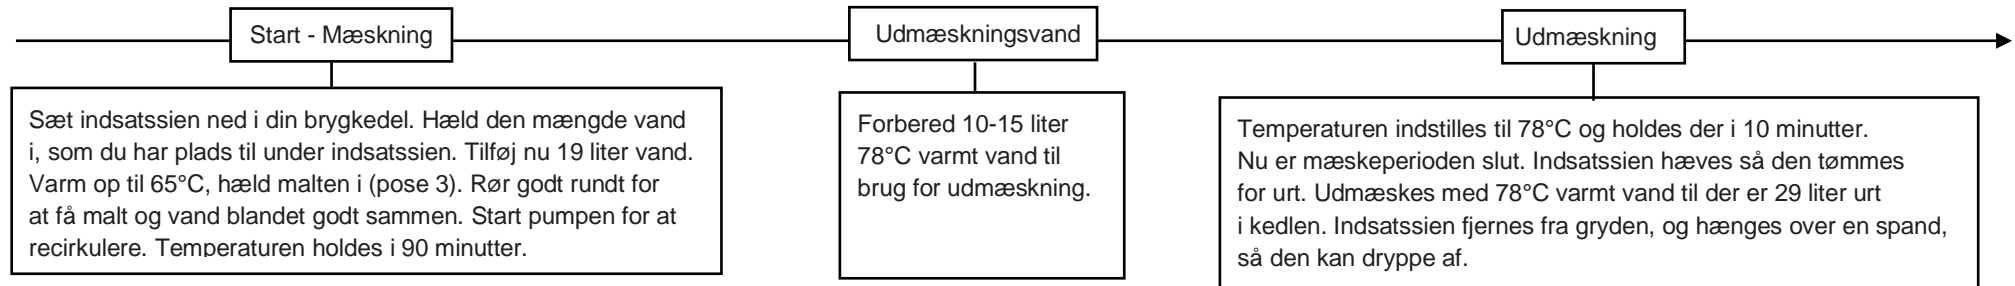 Start - Mæskning
Sæt indsatssien ned i din brygkedel. Hæld den mængde vand
i, som du har plads til under indsatssien. Tilføj nu 19 liter vand.
Varm op til 65°C, hæld malten i (pose 3). Rør godt rundt for
at få malt og vand blandet godt sammen. Start pumpen for at
recirkulere. Temperaturen holdes i 90 minutter.
Udmæskningsvand
Forbered 10-15 liter
78°C varmt vand til
brug for udmæskning.
Udmæskning
Temperaturen indstilles til 78°C og holdes der i 10 minutter.
Nu er mæskeperioden slut. Indsatssien hæves så den tømmes
for urt. Udmæskes med 78°C varmt vand til der er 29 liter urt
i kedlen. Indsatssien fjernes fra gryden, og hænges over en spand,
så den kan dryppe af.